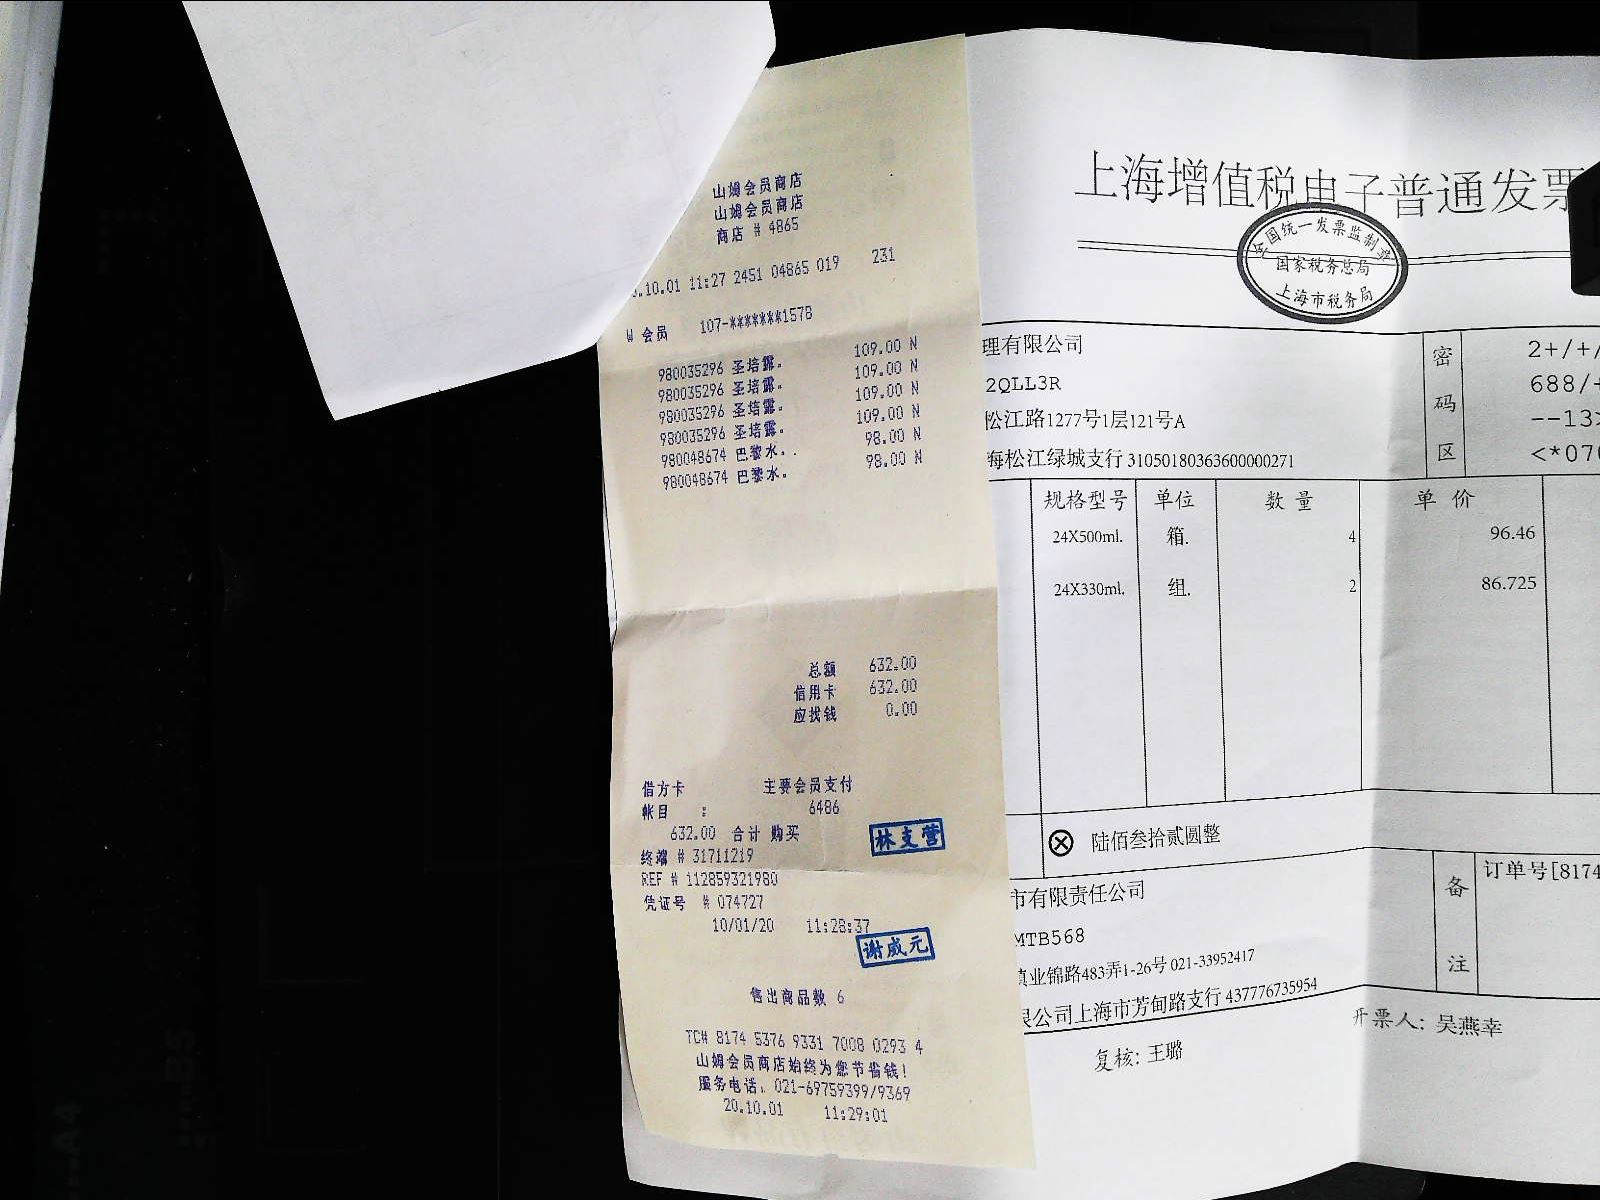 山姆会员商店
山姆会员商店
商店 # 4865
.10.01 11:27 2451 04865 019 231
W 会员 107-*******1578
980035296 圣培露. 109.00 N
980035296 圣培露. 109.00 N
980035296 圣培露. 109.00 N
980035296 圣培露. 109.00 N
980048674 巴黎水.. 98.00 N
980048674 巴黎水. 98.00 N
总额 632.00
信用卡 632.00
应找钱 0.00
借方卡 主要会员支付
帐目 : 6486
632.00 合计 购买
林支营
终端 # 31711219
REF # 112859321980
凭证号 # 074727
10/01/20 11:28:37
谢威元
售出商品数 6
TC# 8174 5376 9331 7008 0293 4
山姆会员商店始终为您节省钱!
服务电话. 021-69759399/9369
20.10.01 11:29:01
上海增值税电子普通发票
全国统一发票监制章
国家税务总局
上海市税务局
理有限公司
2QLL3R
松江路1277号1层121号A
海松江绿城支行 31050180363600000271
密码区
2+/+/
688/+
--13>
<*070
规格型号 单位 数量 单价
24X500ml. 箱. 4 96.46
24X330ml. 组. 2 86.725
ⓧ 陆佰叁拾贰圆整
市有限责任公司
MTB568
镇业锦路483弄1-26号 021-33952417
限公司上海市芳甸路支行 437776735954
备注
订单号[8174
复核: 王璐
开票人: 吴燕幸